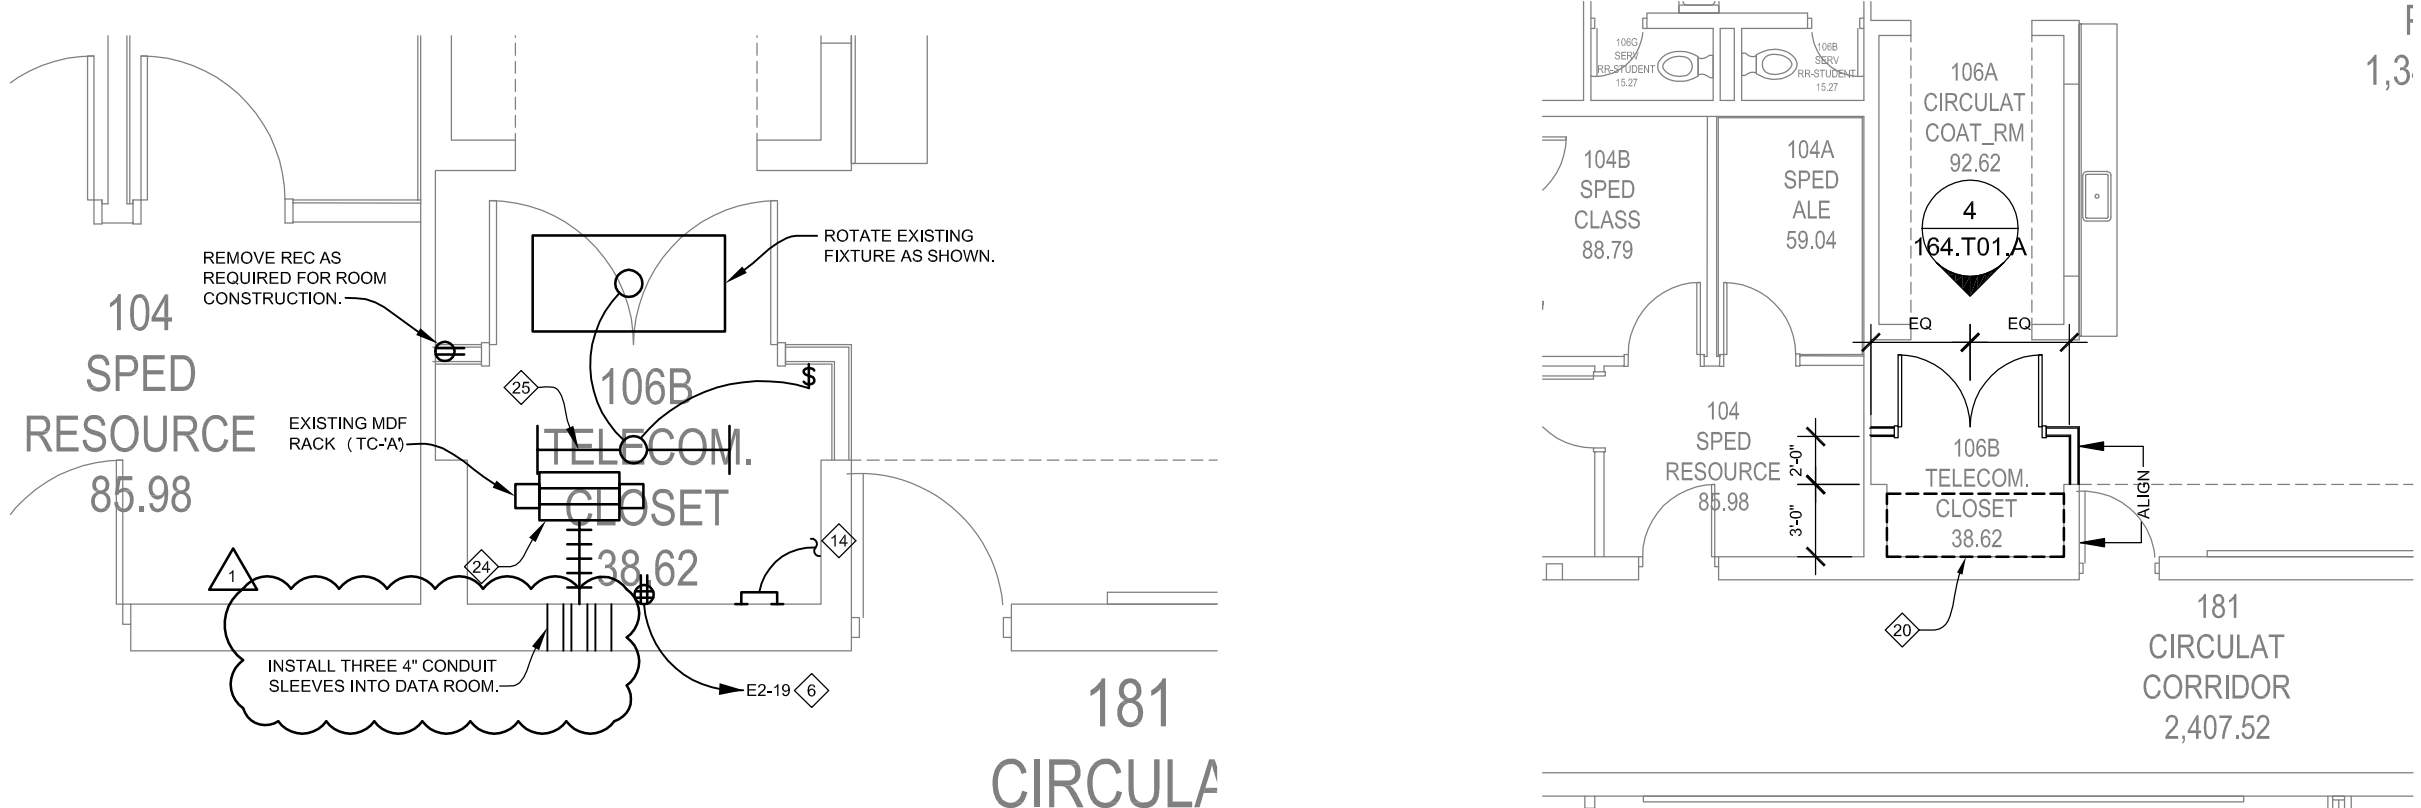 REMOVE REC AS
REQUIRED FOR ROOM
CONSTRUCTION.
ROTATE EXISTING
FIXTURE AS SHOWN.
104
SPED
RESOURCE
85.98
EXISTING MDF
RACK ( TC-'A')
25
$
106B
TELECOM.
CLOSET
38.62
24
14
1
INSTALL THREE 4" CONDUIT
SLEEVES INTO DATA ROOM.
E2-19
6
181
CIRCULA
106G
SERV
RR-STUDENT
15.27
106B
SERV
RR-STUDENT
15.27
106A
CIRCULAT
COAT_RM
92.62
1,3
104B
SPED
CLASS
88.79
104A
SPED
ALE
59.04
4
164.T01.A
EQ
EQ
104
SPED
RESOURCE
85.98
2'-0"
3'-0"
106B
TELECOM.
CLOSET
38.62
ALIGN
20
181
CIRCULAT
CORRIDOR
2,407.52